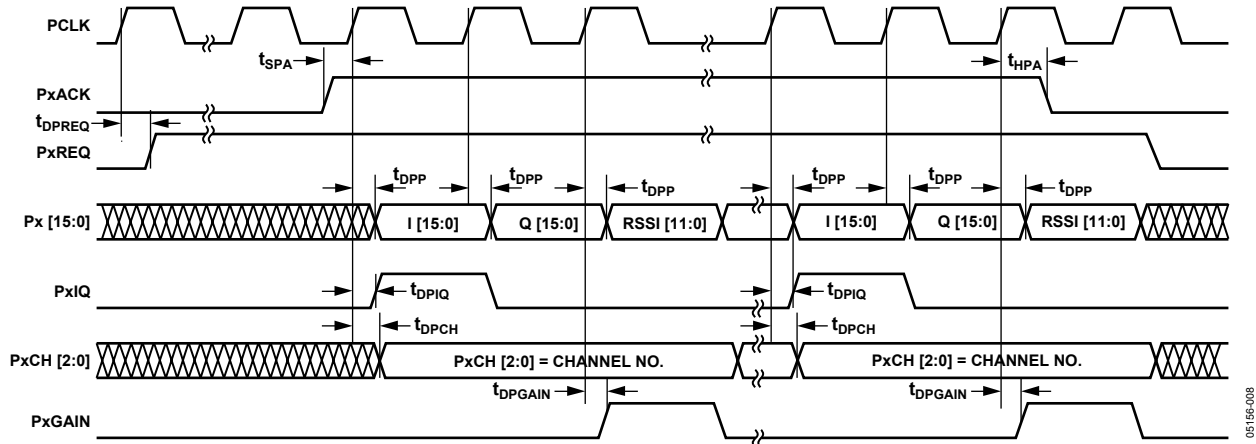 PCLK
tSPA
tHPA
PxACK
tDPREQ
PxREQ
tDPP tDPP tDPP tDPP tDPP tDPP
Px [15:0] I [15:0] Q [15:0] RSSI [11:0] I [15:0] Q [15:0] RSSI [11:0]
PxIQ
tDPIQ tDPIQ
tDPCH tDPCH
PxCH [2:0] PxCH [2:0] = CHANNEL NO. PxCH [2:0] = CHANNEL NO.
tDPGAIN tDPGAIN
PxGAIN
05156-008